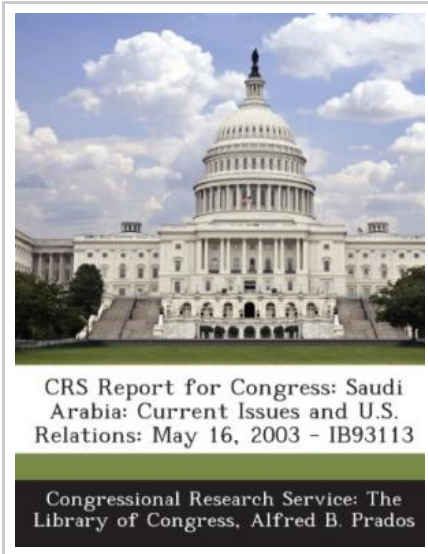 CRS Report for Congress: Saudi
Arabia: Current Issues and U.S.
Relations: May 16, 2003 - IB93113
Congressional Research Service: The
Library of Congress, Alfred B. Prados